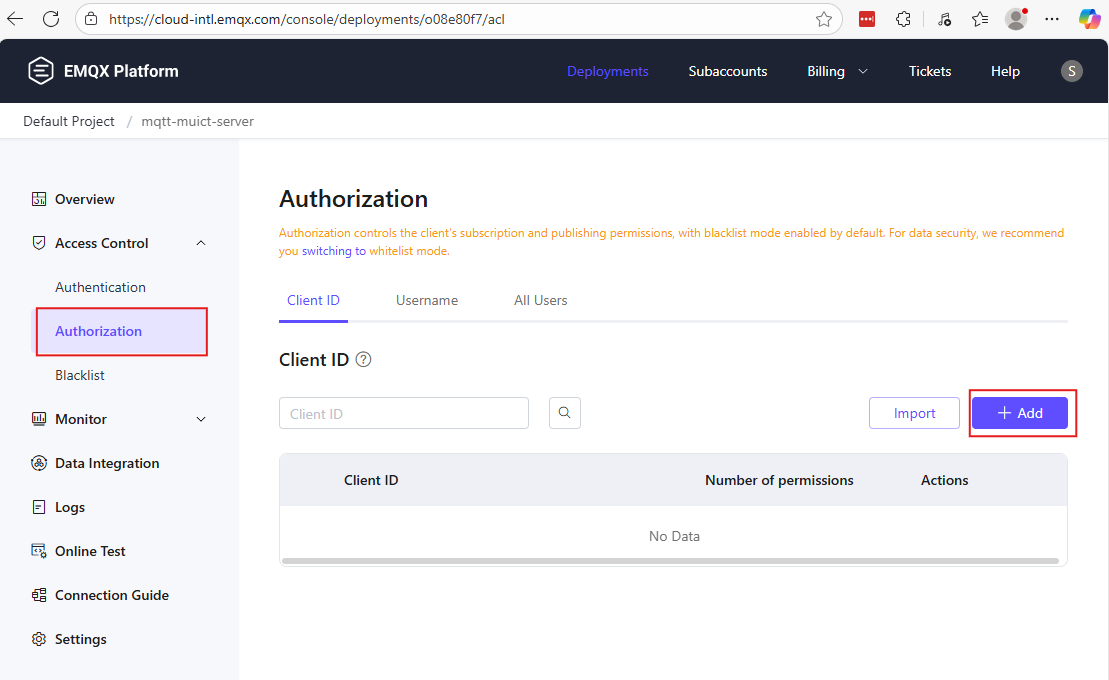 https://cloud-intl.emqx.com/console/deployments/o08e80f7/acl
EMQX Platform
Deployments
Subaccounts
Billing
Tickets
Help
S
Default Project / mqtt-muict-server
Overview
Access Control
Authentication
Authorization
Blacklist
Monitor
Data Integration
Logs
Online Test
Connection Guide
Settings
Authorization
Authorization controls the client's subscription and publishing permissions, with blacklist mode enabled by default. For data security, we recommend
you switching to whitelist mode.
Client ID
Username
All Users
Client ID ?
Client ID
Import
+ Add
Client ID
Number of permissions
Actions
No Data